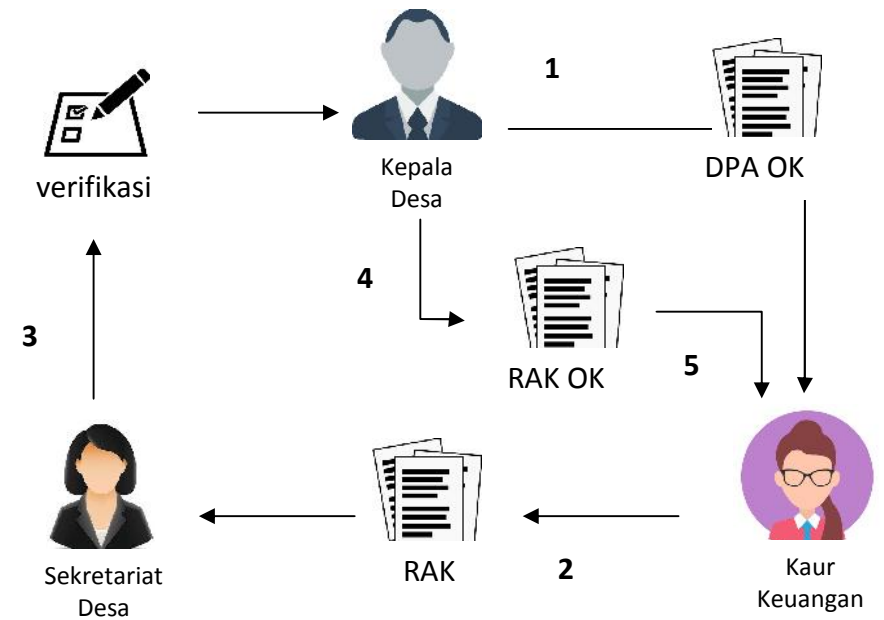 1
verifikasi
Kepala
Desa
DPA OK
4
3
RAK OK
5
Sekretariat
Desa
RAK
2
Kaur
Keuangan